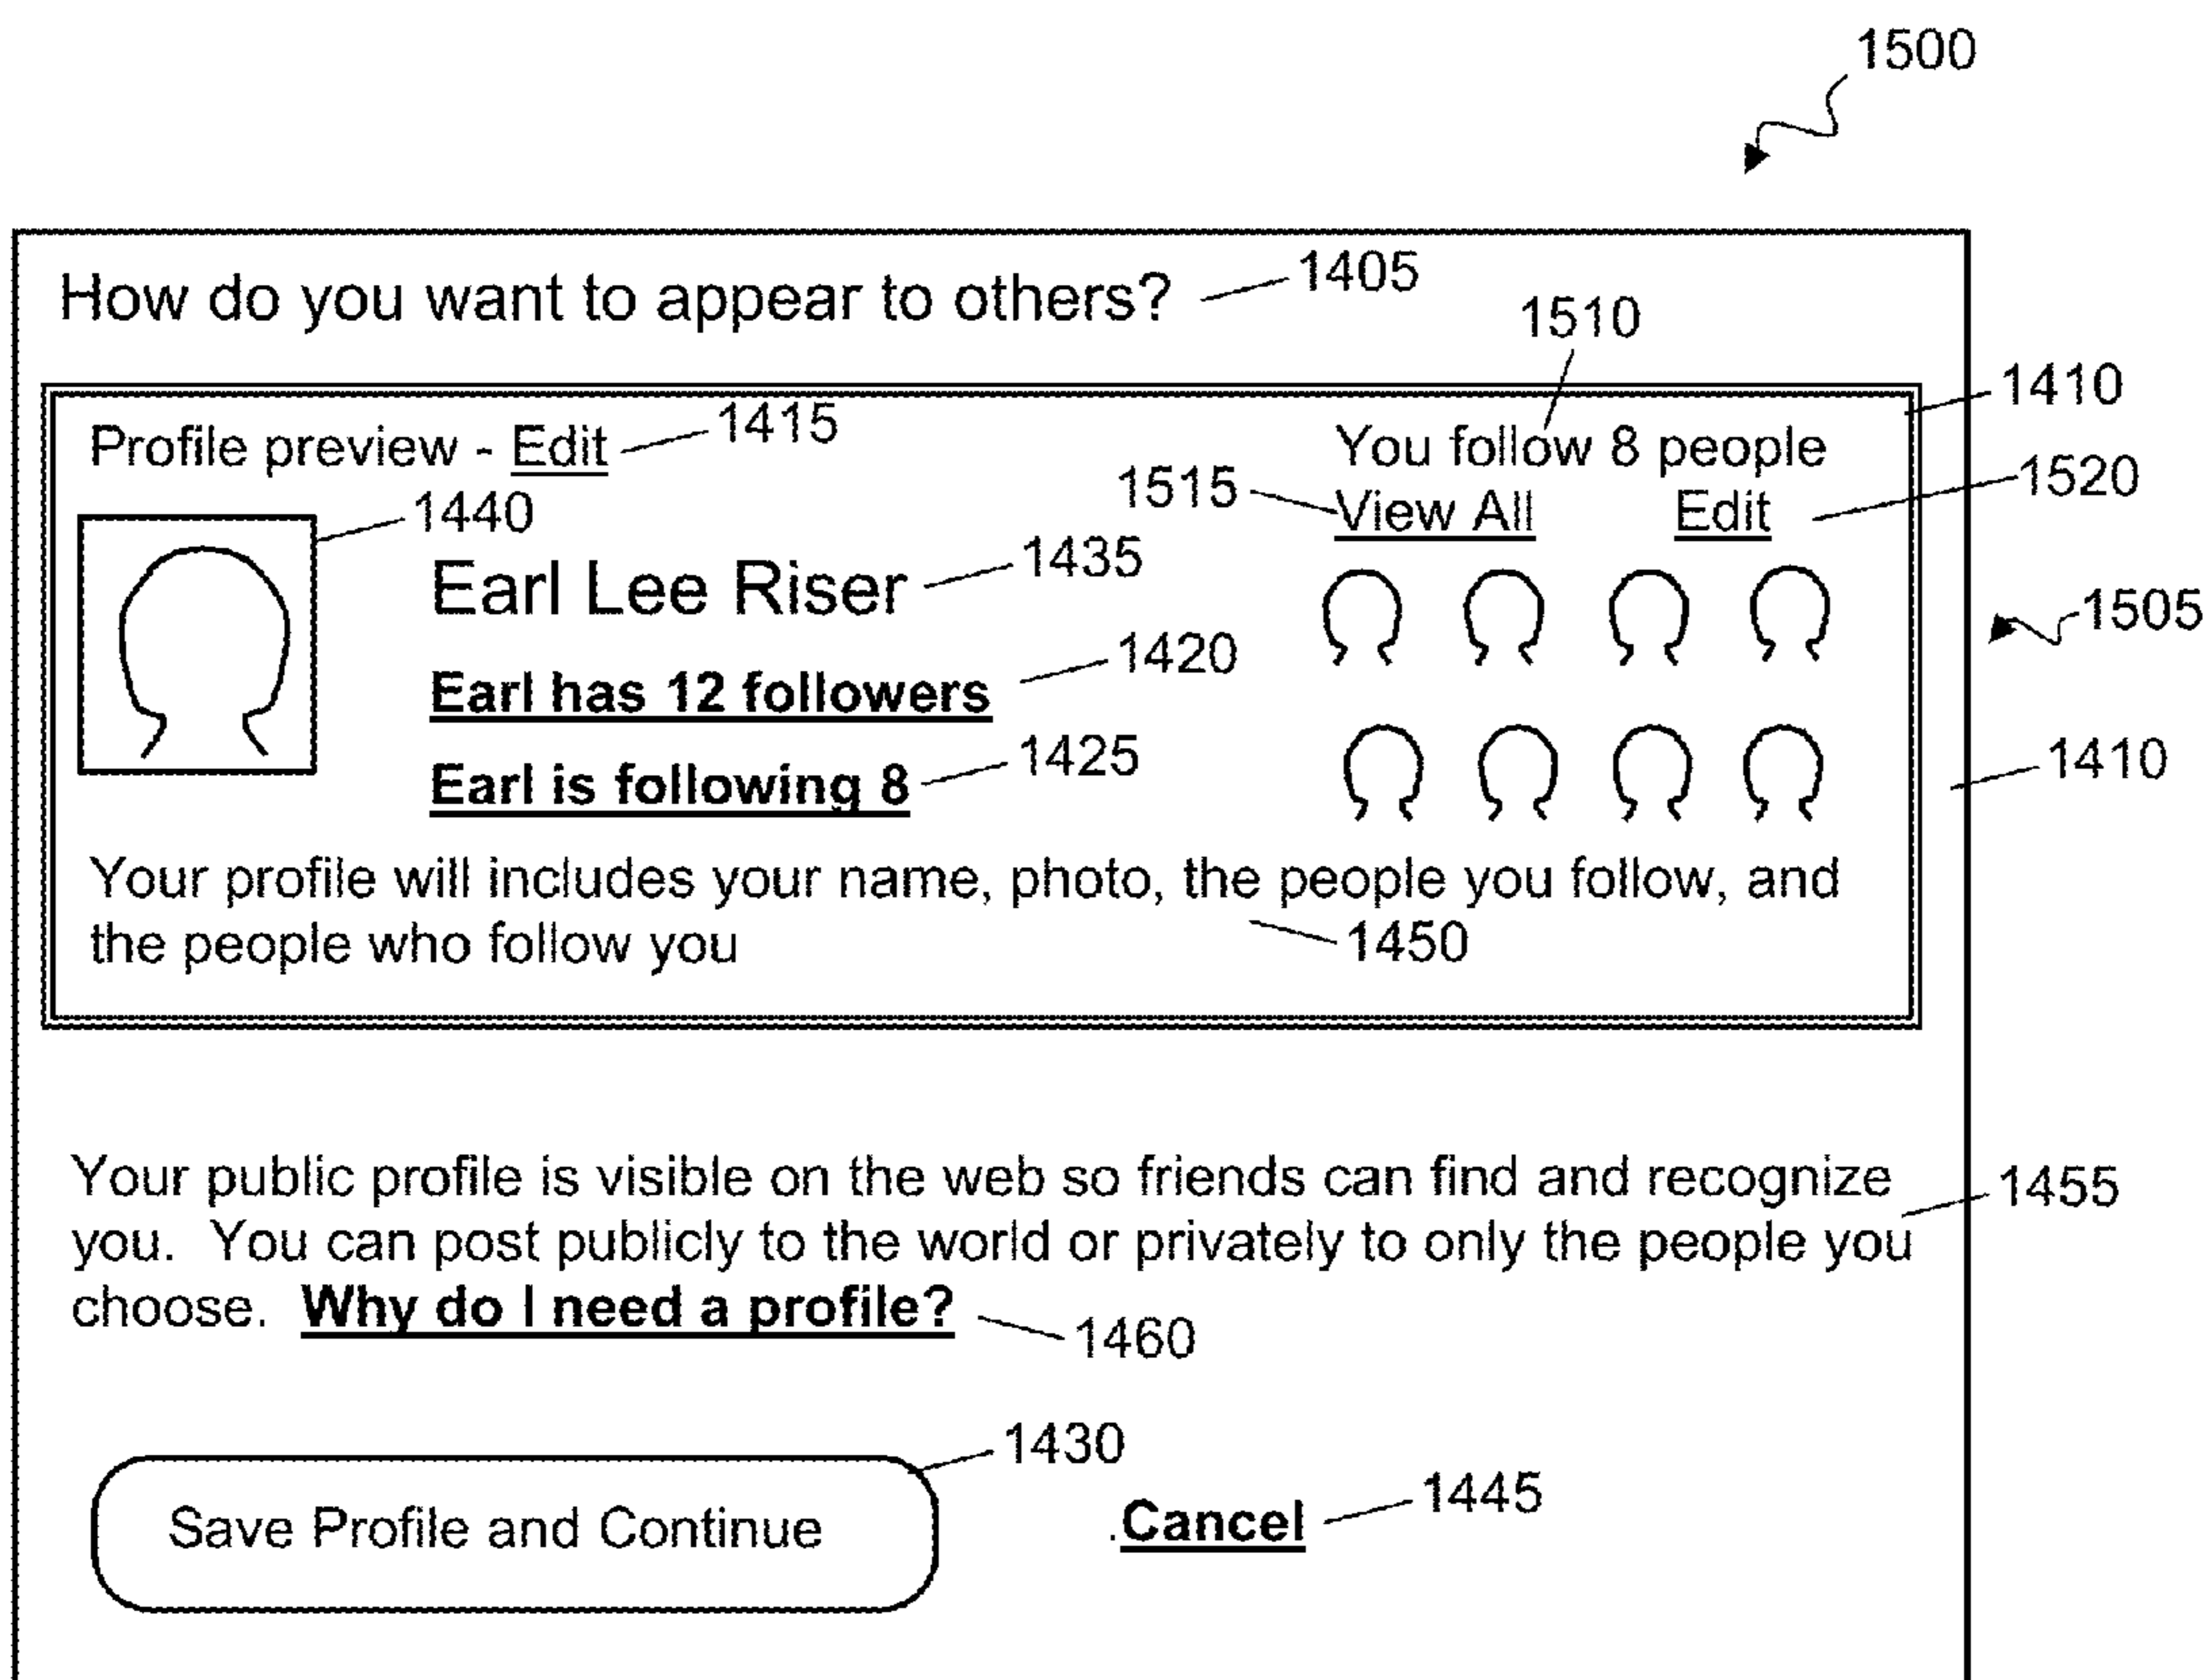 1500
How do you want to appear to others? 1405
1510
1410
Profile preview - Edit 1415 You follow 8 people
1515 View All Edit 1520
1440
Earl Lee Riser 1435
1505
Earl has 12 followers 1420
Earl is following 8 1425
1410
Your profile will includes your name, photo, the people you follow, and
the people who follow you 1450
Your public profile is visible on the web so friends can find and recognize 1455
you. You can post publicly to the world or privately to only the people you
choose. Why do I need a profile? 1460
1430
Save Profile and Continue .Cancel 1445